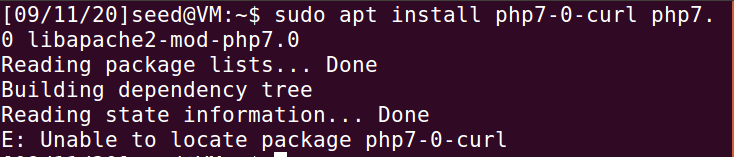 [09/11/20]seed@VM:~$ sudo apt install php7-0-curl php7.
0 libapache2-mod-php7.0
Reading package lists... Done
Building dependency tree
Reading state information... Done
E: Unable to locate package php7-0-curl